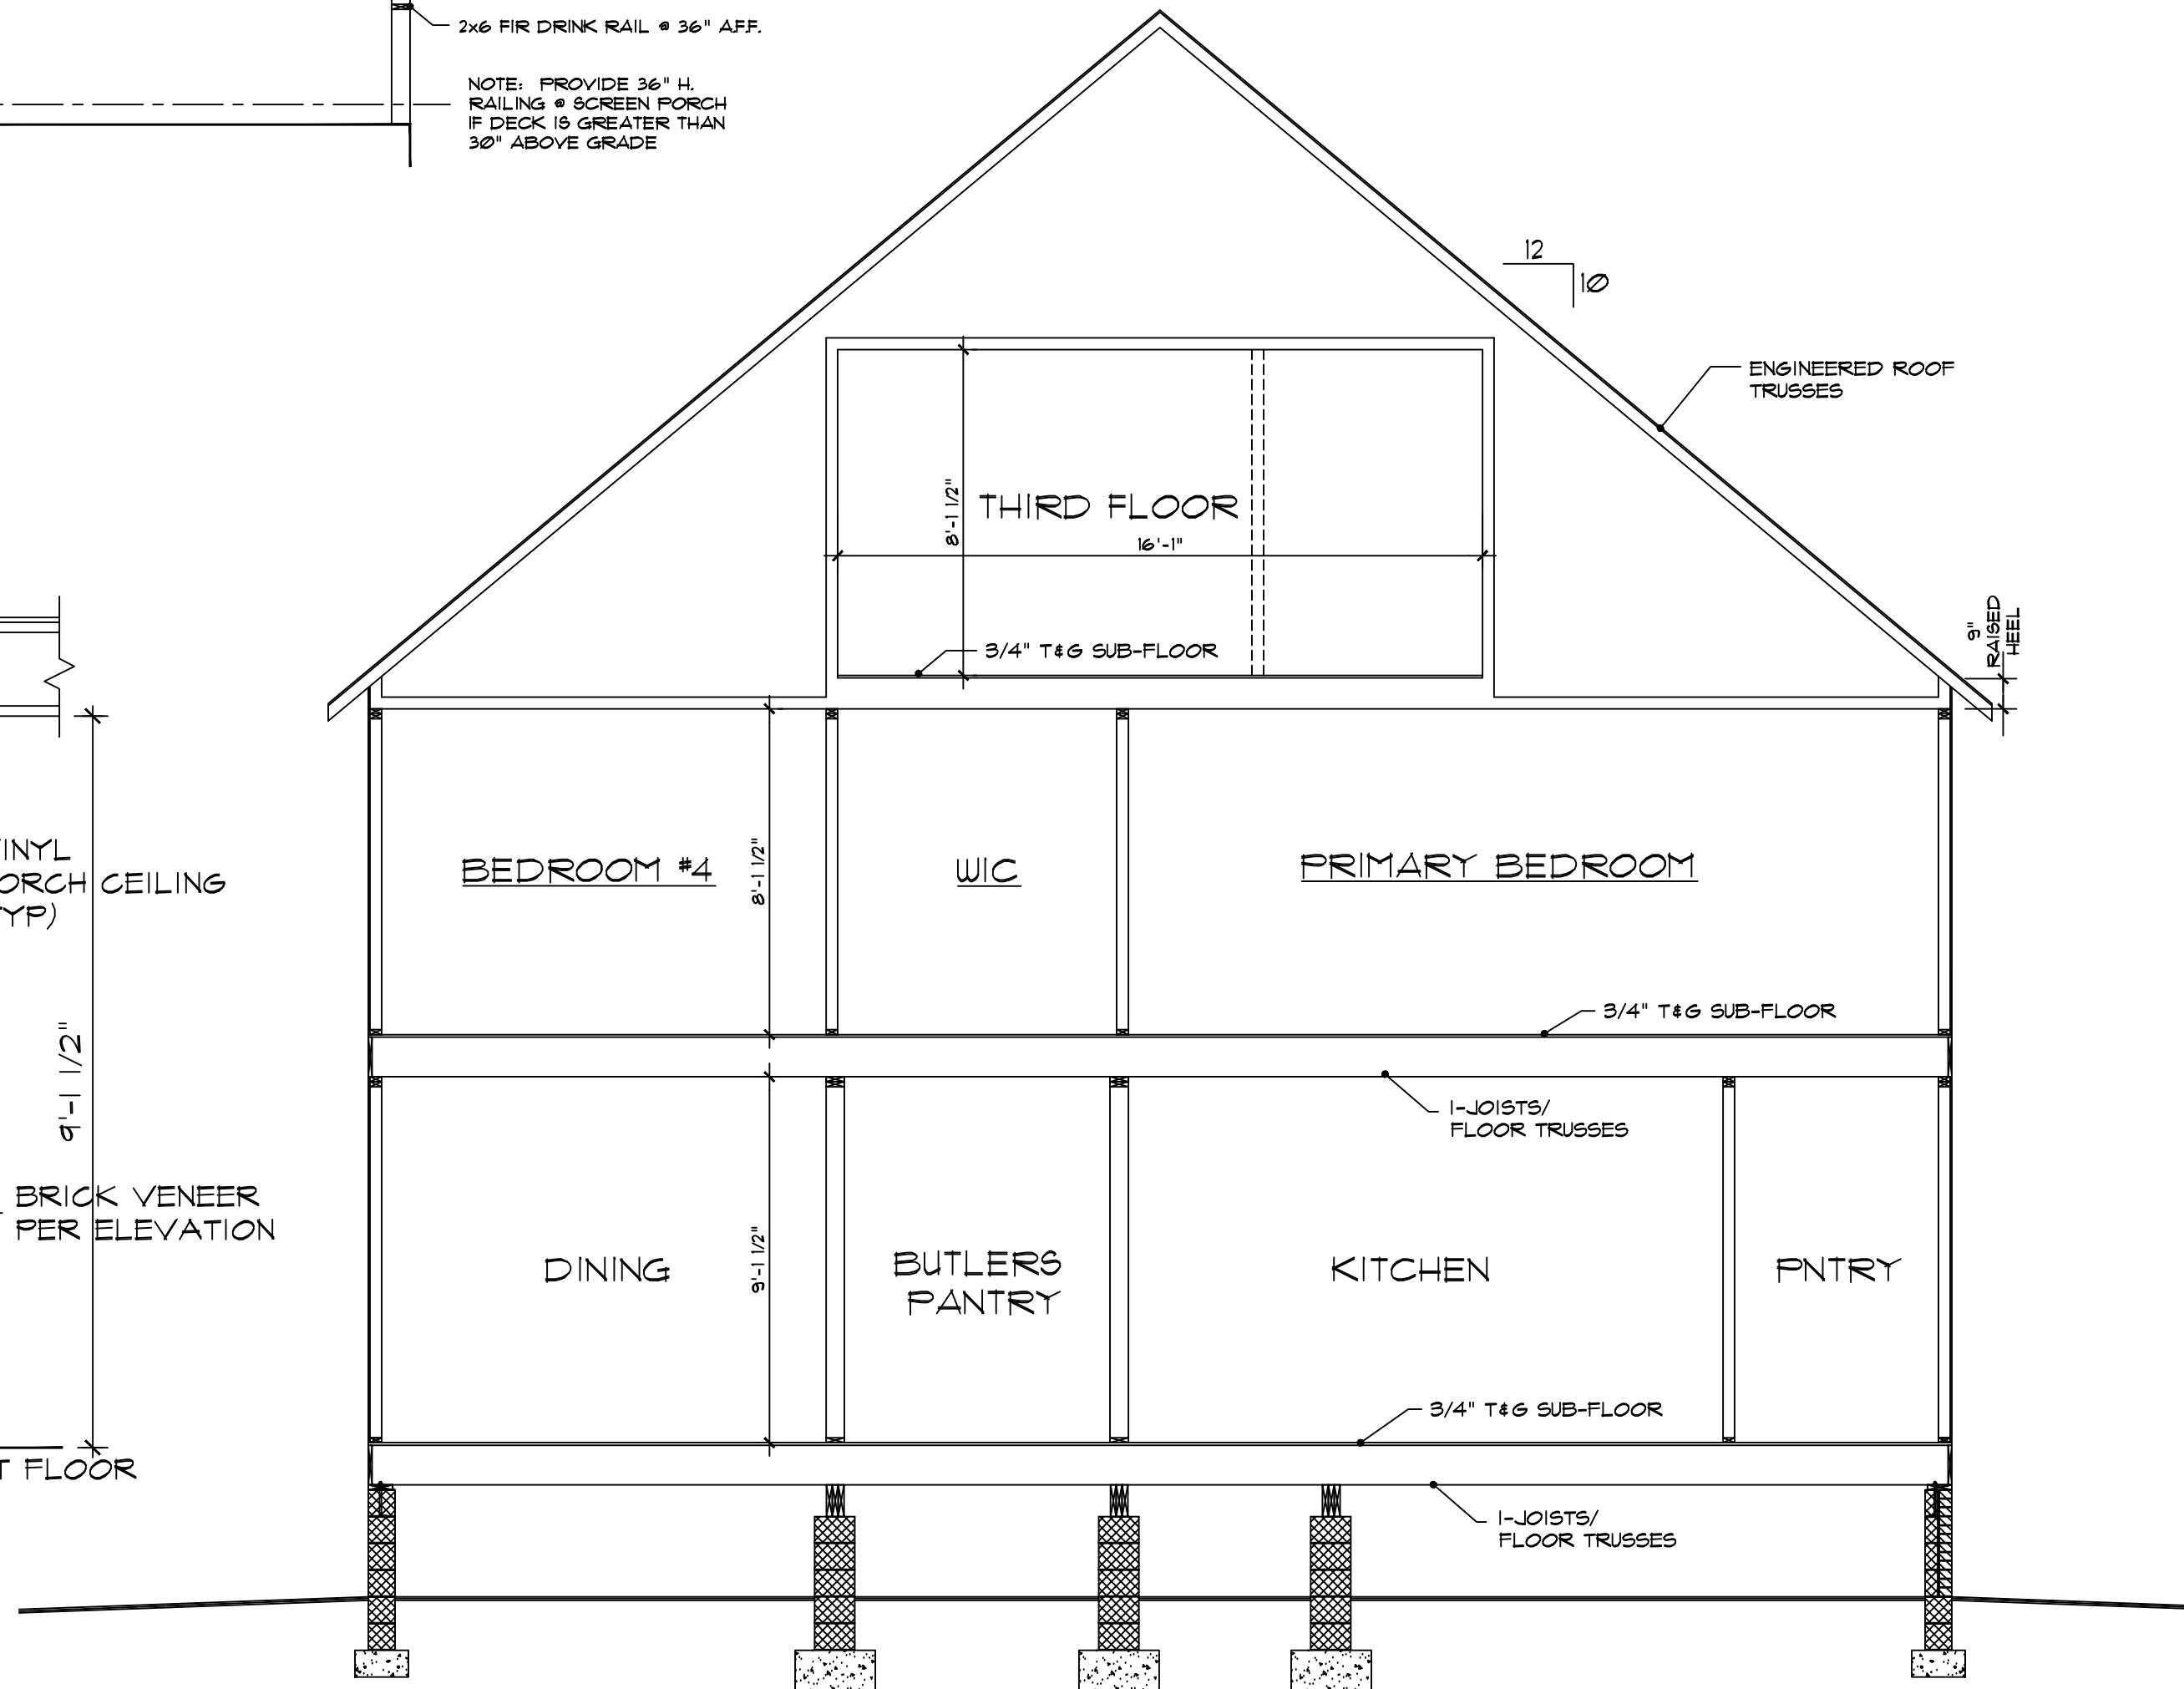 2x6 FIR DRINK RAIL @ 36" A.F.F.
NOTE: PROVIDE 36" H.
RAILING @ SCREEN PORCH
IF DECK IS GREATER THAN
30" ABOVE GRADE
12
10
ENGINEERED ROOF
TRUSSES
8'-1 1/2"
THIRD FLOOR
16'-1"
3/4" T&G SUB-FLOOR
9"
RAISED
HEEL
INYL
ORCH CEILING
YP)
9'-1 1/2"
BRICK VENEER
PER ELEVATION
T FLOOR
BEDROOM #4
8'-1 1/2"
WIC
PRIMARY BEDROOM
3/4" T&G SUB-FLOOR
I-JOISTS/
FLOOR TRUSSES
DINING
9'-1 1/2"
BUTLERS
PANTRY
KITCHEN
PNTRY
3/4" T&G SUB-FLOOR
I-JOISTS/
FLOOR TRUSSES